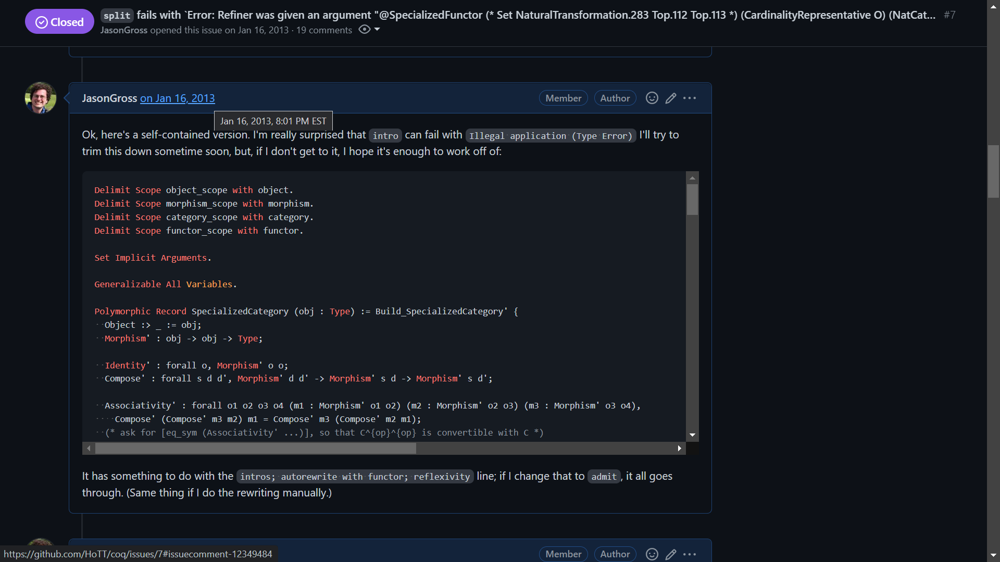 Closed
split fails with `Error: Refiner was given an argument "@SpecializedFunctor (* Set NaturalTransformation.283 Top.112 Top.113 *) (CardinalityRepresentative O) (NatCat... #7
JasonGross opened this issue on Jan 16, 2013 · 19 comments
JasonGross on Jan 16, 2013
Member
Author
Jan 16, 2013, 8:01 PM EST
Ok, here's a self-contained version. I'm really surprised that intro can fail with Illegal application (Type Error) I'll try to
trim this down sometime soon, but, if I don't get to it, I hope it's enough to work off of:
Delimit Scope object_scope with object.
Delimit Scope morphism_scope with morphism.
Delimit Scope category_scope with category.
Delimit Scope functor_scope with functor.
Set Implicit Arguments.
Generalizable All Variables.
Polymorphic Record SpecializedCategory (obj : Type) := Build_SpecializedCategory' {
··Object :> _ := obj;
··Morphism' : obj -> obj -> Type;
··Identity' : forall o, Morphism' o o;
··Compose' : forall s d d', Morphism' d d' -> Morphism' s d -> Morphism' s d';
··Associativity' : forall o1 o2 o3 o4 (m1 : Morphism' o1 o2) (m2 : Morphism' o2 o3) (m3 : Morphism' o3 o4),
····Compose' (Compose' m3 m2) m1 = Compose' m3 (Compose' m2 m1);
··(* ask for [eq_sym (Associativity' ...)], so that C^{op}^{op} is convertible with C *)
It has something to do with the intros; autorewrite with functor; reflexivity line; if I change that to admit, it all goes
through. (Same thing if I do the rewriting manually.)
Member
Author
https://github.com/HoTT/coq/issues/7#issuecomment-12349484